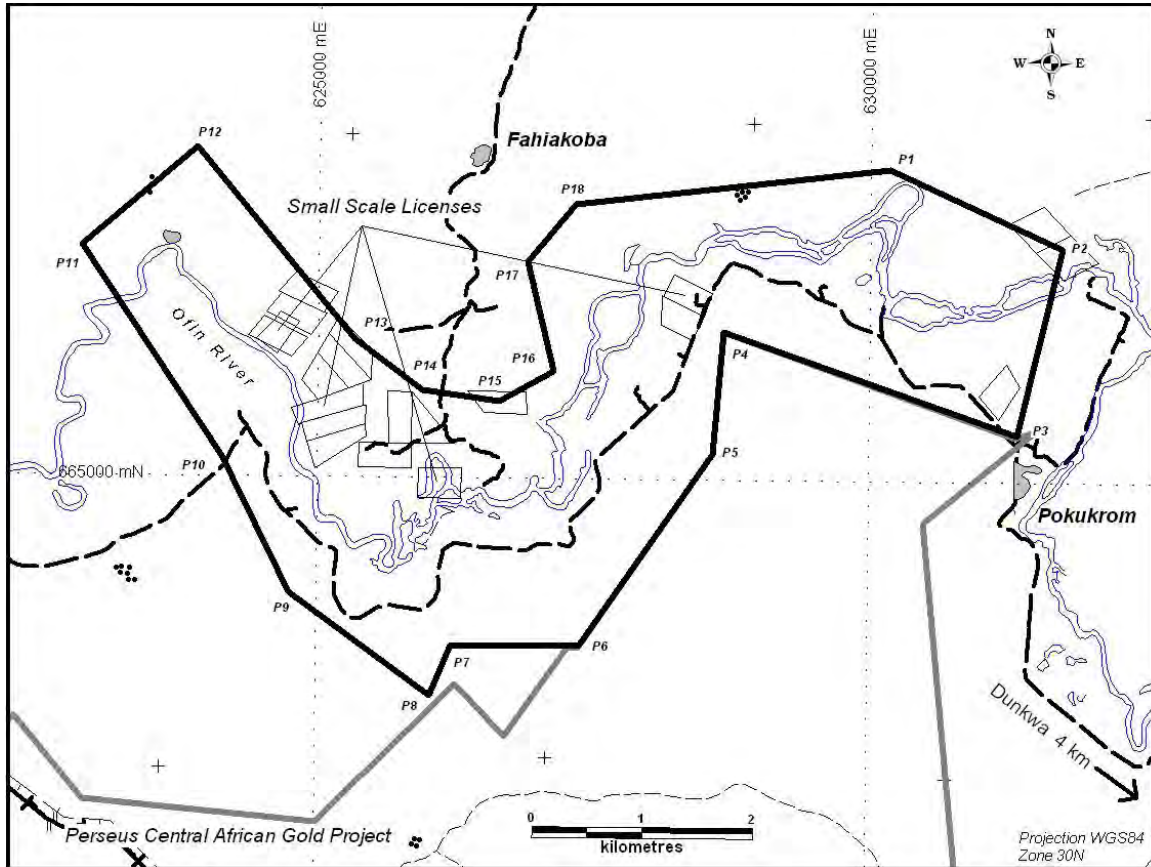 625000 mE
630000 mE
N
W E
S
P12
Fahiakoba
P1
P18
Small Scale Licenses
P11
P2
P17
Ofin River
P13
P4
P16
P14
P15
P3
P5
P10
665000 mN
Pokukrom
P9
P6
P7
P8
Dunkwa 4 km
0 1 2
kilometres
Perseus Central African Gold Project
Projection WGS84
Zone 30N